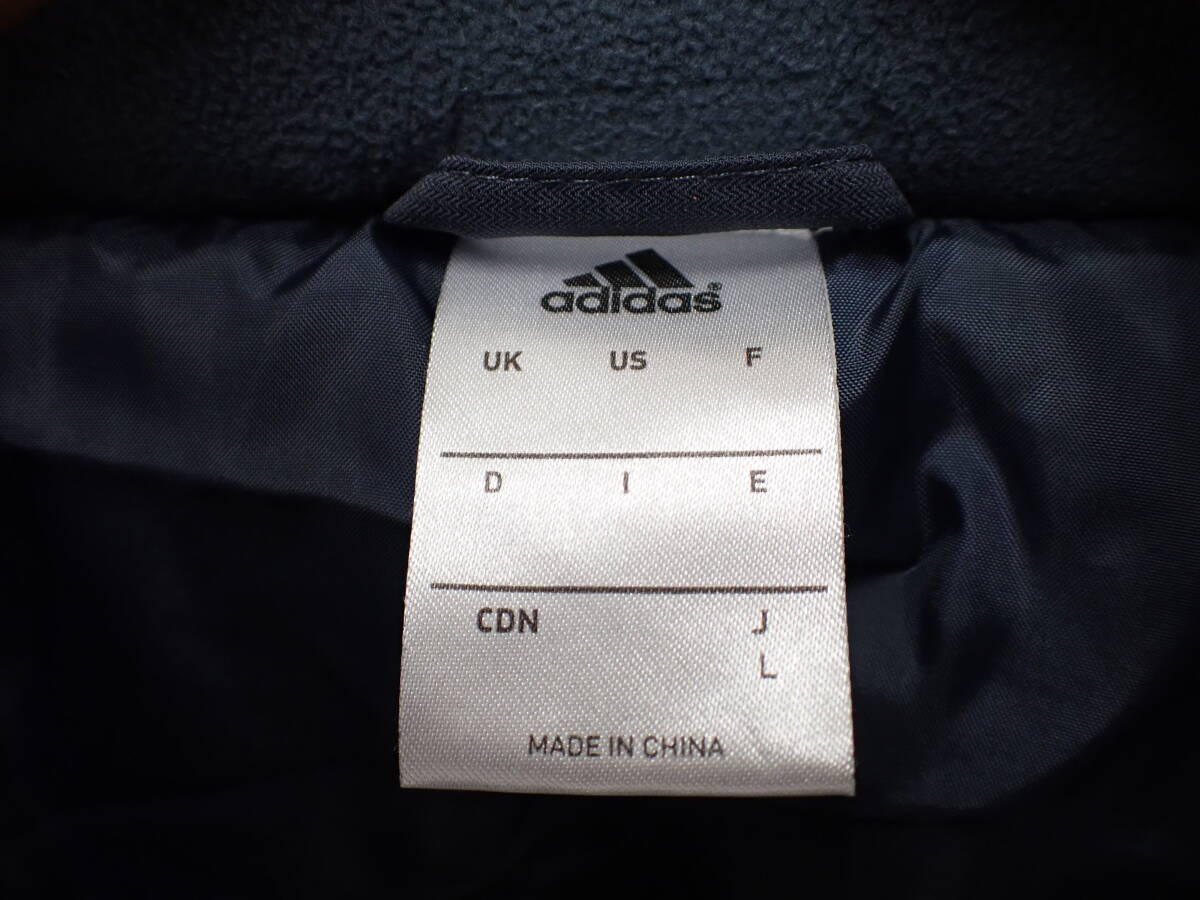 adidas®
UK US F
D I E
CDN J
L
MADE IN CHINA